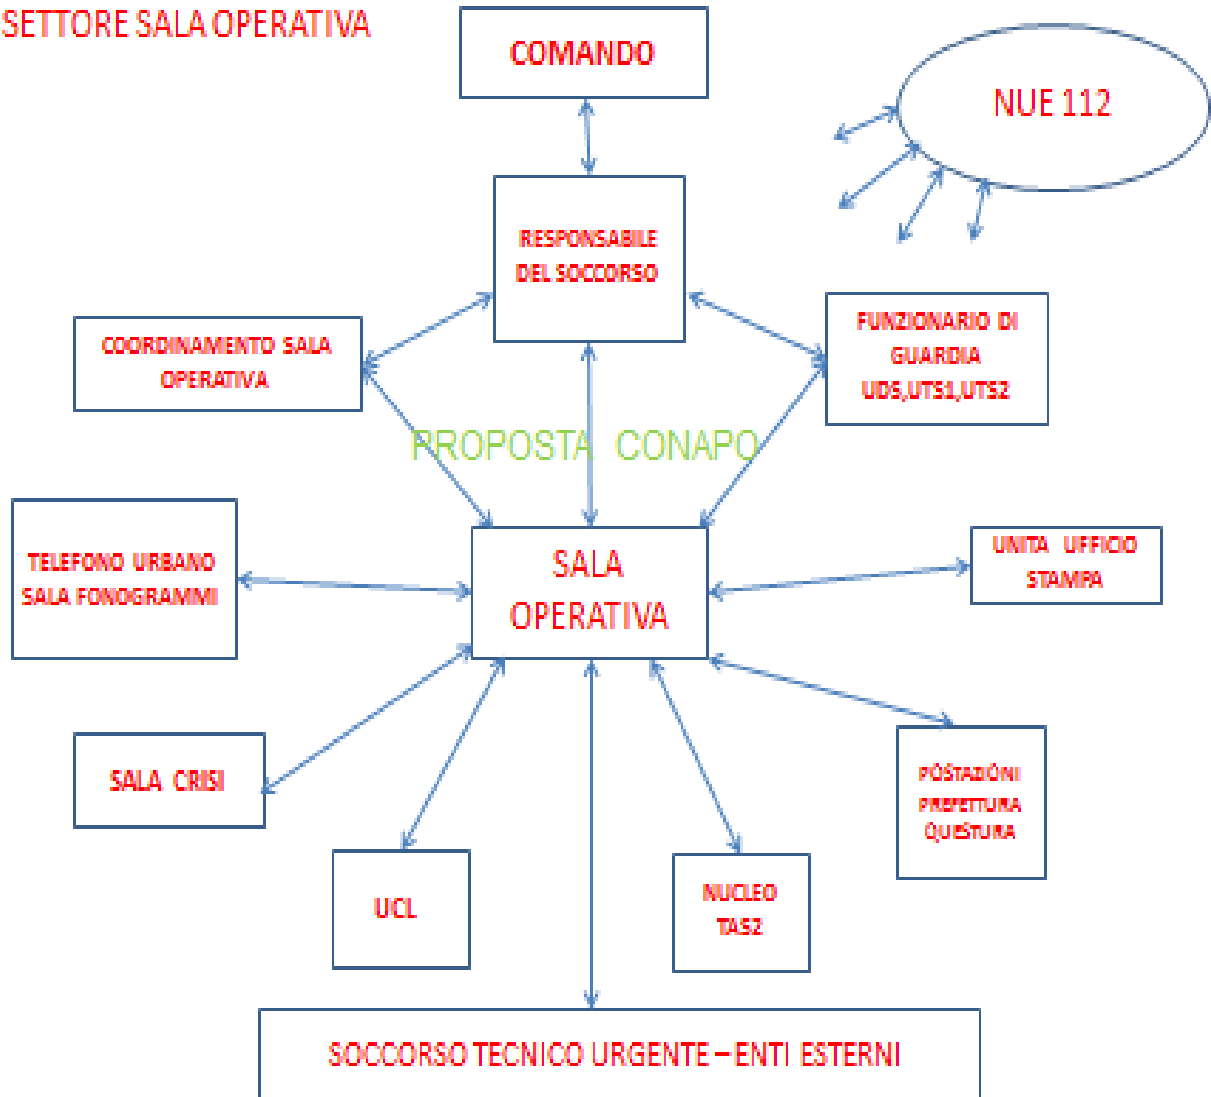 SETTORE SALA OPERATIVA
COMANDO
NUE 112
RESPONSABILE
DEL SOCCORSO
COORDINAMENTO SALA
OPERATIVA
FUNZIONARIO DI
GUARDIA
UDS,UTS1,UTS2
PROPOSTA CONAPO
TELEFONO URBANO
SALA FONOGRAMMI
SALA
OPERATIVA
UNITA UFFICIO
STAMPA
SALA CRISI
POSTAZIONI
PREFETTURA
QUESTURA
UCL
NUCLEO
TAS2
SOCCORSO TECNICO URGENTE – ENTI ESTERNI